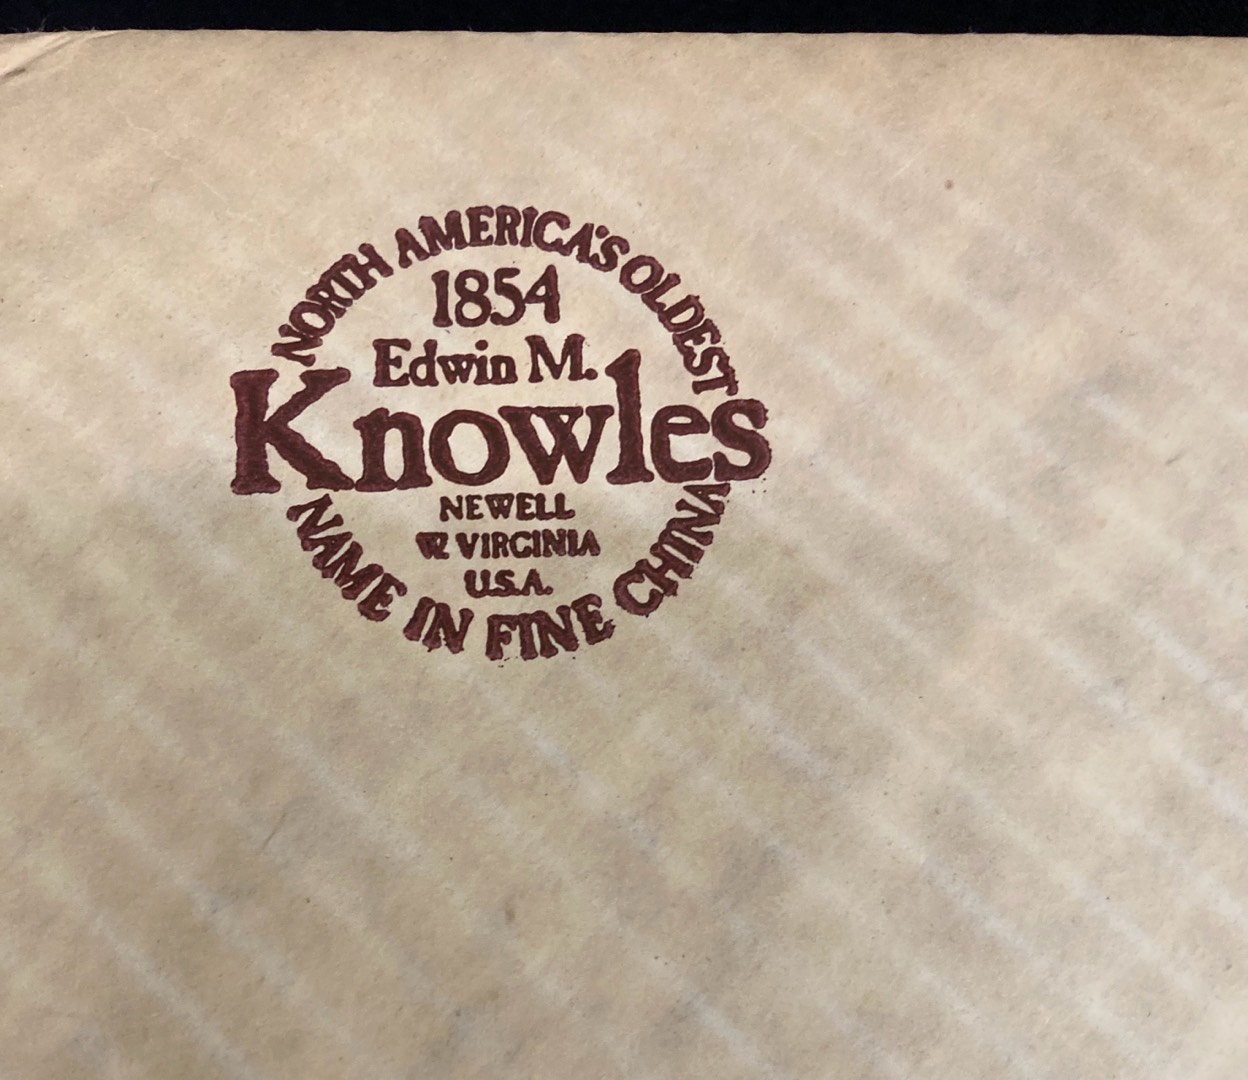 NORTH AMERICA'S OLDEST
1854
Edwin M.
Knowles
NEWELL
W. VIRGINIA
U.S.A.
NAME IN FINE CHINA